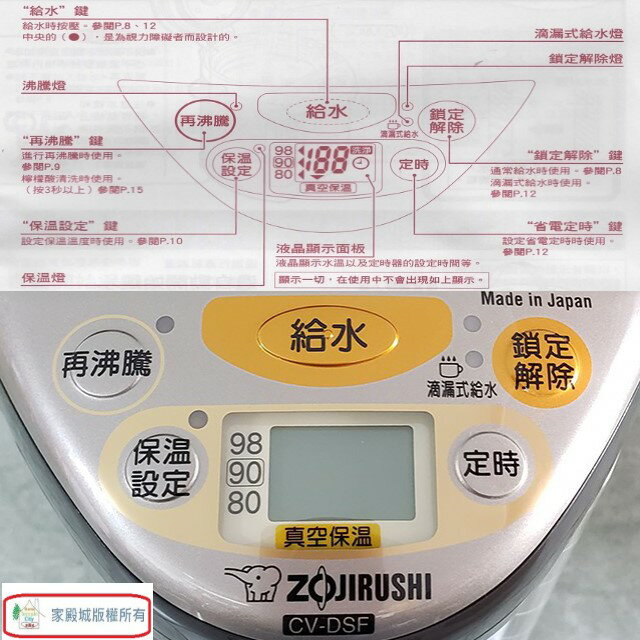 “給水”鍵
給水時按壓。參閱P.8、12
中央的（●），是為視力障礙者而設計的。
滴漏式給水燈
鎖定解除燈
沸騰燈
再沸騰
給水
滴漏式給水
鎖定
解除
“再沸騰”鍵
進行再沸騰時使用。
參閱P.9
檸檬酸清洗時使用。
（按3秒以上）參閱P.15
保溫
設定
98
90
80
188
洗淨
真空保溫
定時
“鎖定解除”鍵
通常給水時使用。參閱P.8
滴漏式給水時使用。
參閱P.12
“保溫設定”鍵
設定保溫溫度時使用。參閱P.10
“省電定時”鍵
設定省電定時時使用。
參閱P.12
液晶顯示面板
液晶顯示水溫以及定時器的設定時間等。
保溫燈
顯示一切，在使用中不會出現如上顯示。
Made in Japan
再沸騰
給水
滴漏式給水
鎖定
解除
保溫
設定
98
90
80
定時
真空保溫
ZOJIRUSHI
CV-DSF
家殿城版權所有